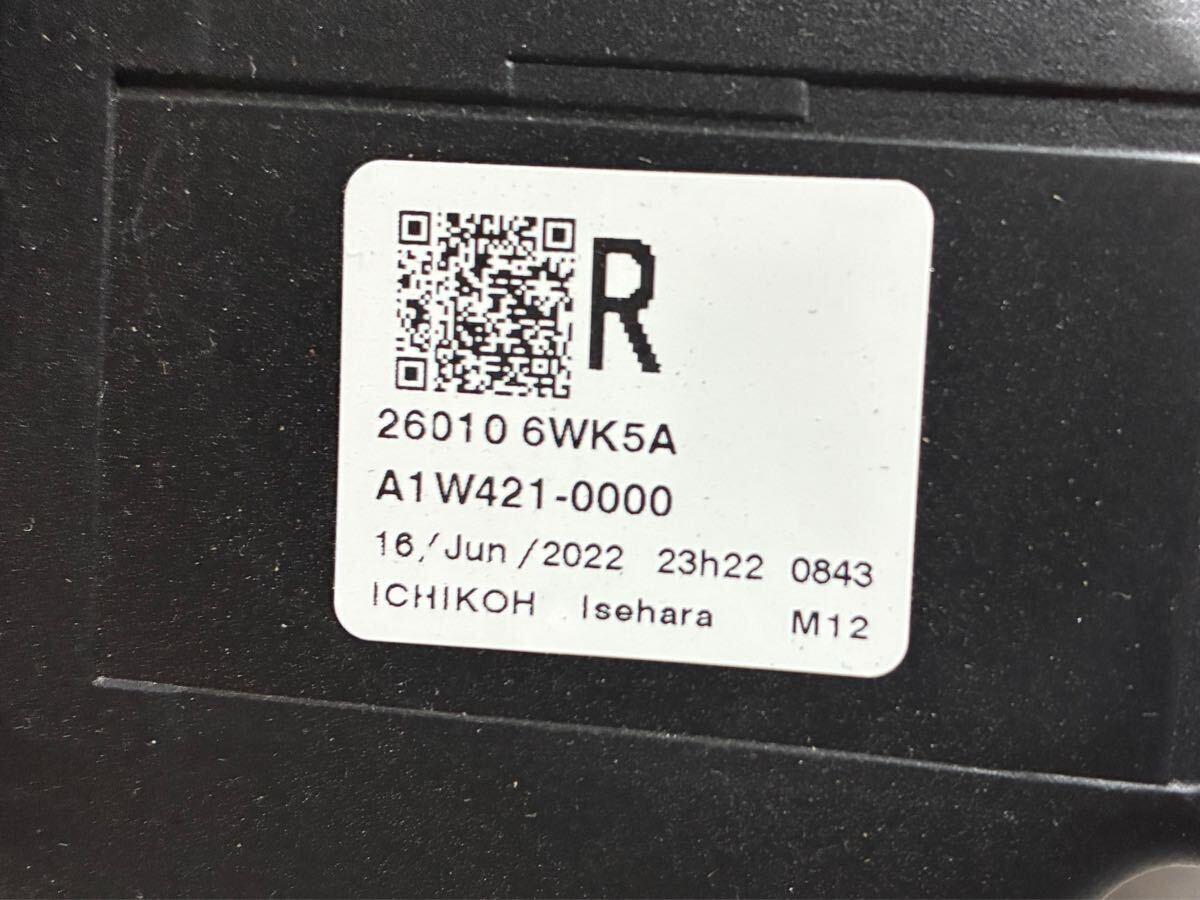 R
26010 6WK5A
A1W421-0000
16/Jun/2022 23h22 0843
ICHIKOH Isehara M12